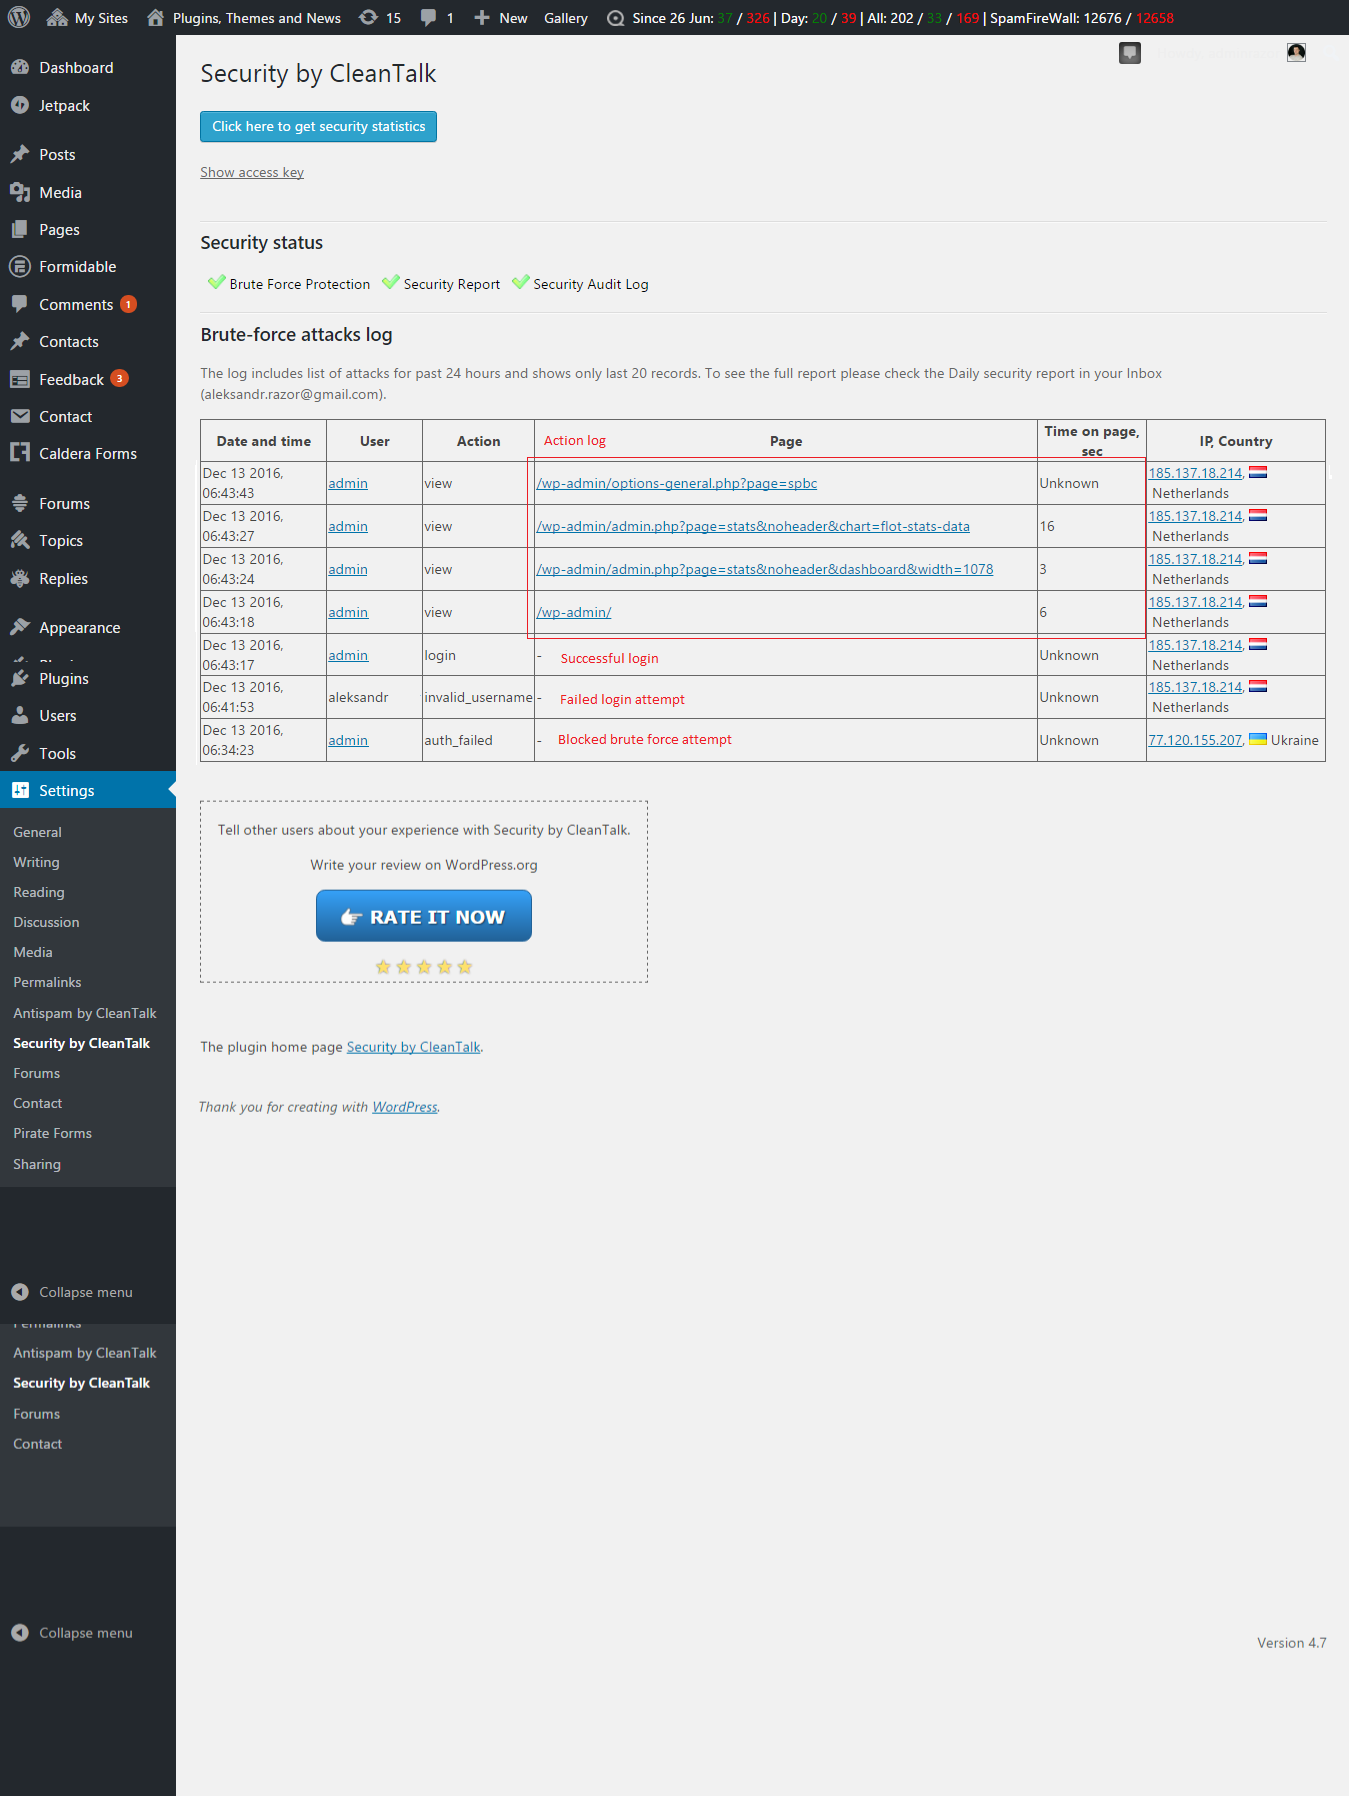 My Sites Plugins, Themes and News 15 1 New Gallery Since 26 Jun: 37 / 326 | Day: 20 / 39 | All: 202 / 33 / 169 | SpamFireWall: 12676 / 12658
Dashboard
Jetpack
Posts
Media
Pages
Formidable
Comments 1
Contacts
Feedback 3
Contact
Caldera Forms
Forums
Topics
Replies
Appearance
Plugins
Users
Tools
Settings
General
Writing
Reading
Discussion
Media
Permalinks
Antispam by CleanTalk
Security by CleanTalk
Forums
Contact
Pirate Forms
Sharing
Collapse menu
Permalinks
Antispam by CleanTalk
Security by CleanTalk
Forums
Contact
Collapse menu
Security by CleanTalk
Click here to get security statistics
Show access key
Security status
Brute Force Protection Security Report Security Audit Log
Brute-force attacks log
The log includes list of attacks for past 24 hours and shows only last 20 records. To see the full report please check the Daily security report in your Inbox
(aleksandr.razor@gmail.com).
Date and time User Action Action log Page Time on page, sec IP, Country
Dec 13 2016, 06:43:43 admin view /wp-admin/options-general.php?page=spbc Unknown 185.137.18.214, Netherlands
Dec 13 2016, 06:43:27 admin view /wp-admin/admin.php?page=stats&noheader&chart=flot-stats-data 16 185.137.18.214, Netherlands
Dec 13 2016, 06:43:24 admin view /wp-admin/admin.php?page=stats&noheader&dashboard&width=1078 3 185.137.18.214, Netherlands
Dec 13 2016, 06:43:18 admin view /wp-admin/ 6 185.137.18.214, Netherlands
Dec 13 2016, 06:43:17 admin login - Successful login Unknown 185.137.18.214, Netherlands
Dec 13 2016, 06:41:53 aleksandr invalid_username - Failed login attempt Unknown 185.137.18.214, Netherlands
Dec 13 2016, 06:34:23 admin auth_failed - Blocked brute force attempt Unknown 77.120.155.207, Ukraine
Tell other users about your experience with Security by CleanTalk.
Write your review on WordPress.org
RATE IT NOW
The plugin home page Security by CleanTalk.
Thank you for creating with WordPress.
Version 4.7